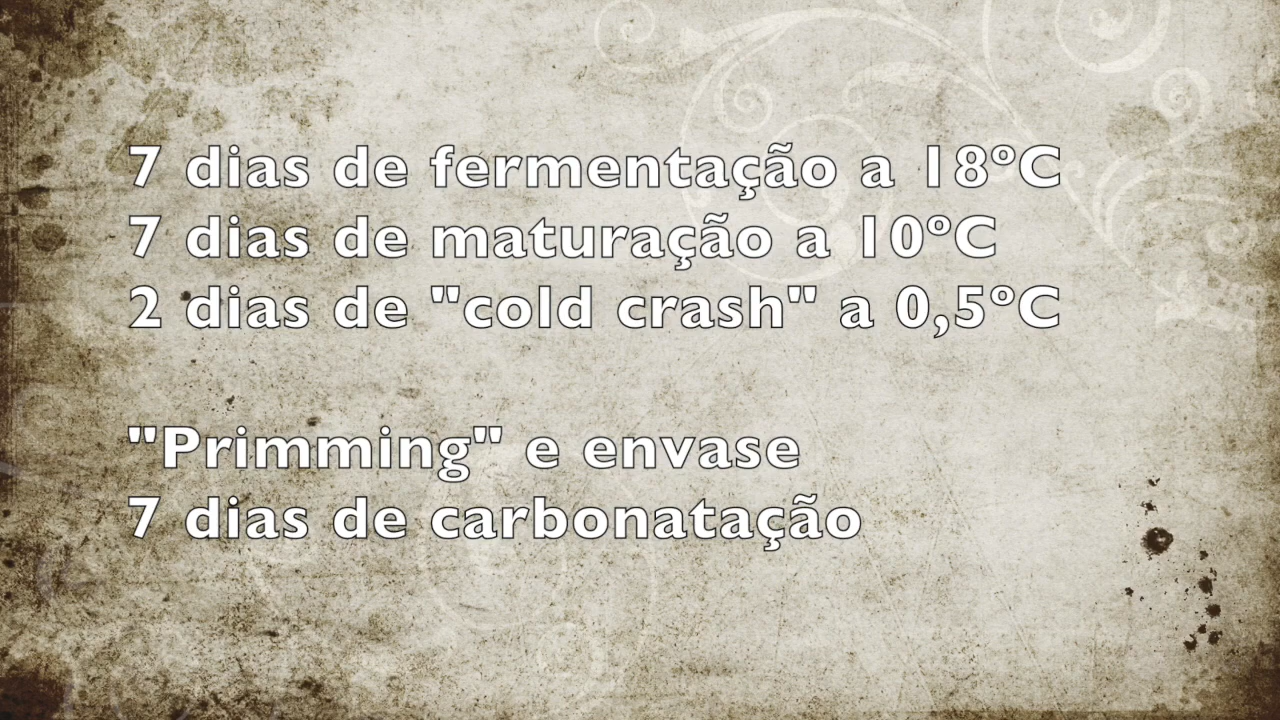 7 dias de fermentação a 18ºC
7 dias de maturação a 10ºC
2 dias de "cold crash" a 0,5ºC
"Primming" e envase
7 dias de carbonatação